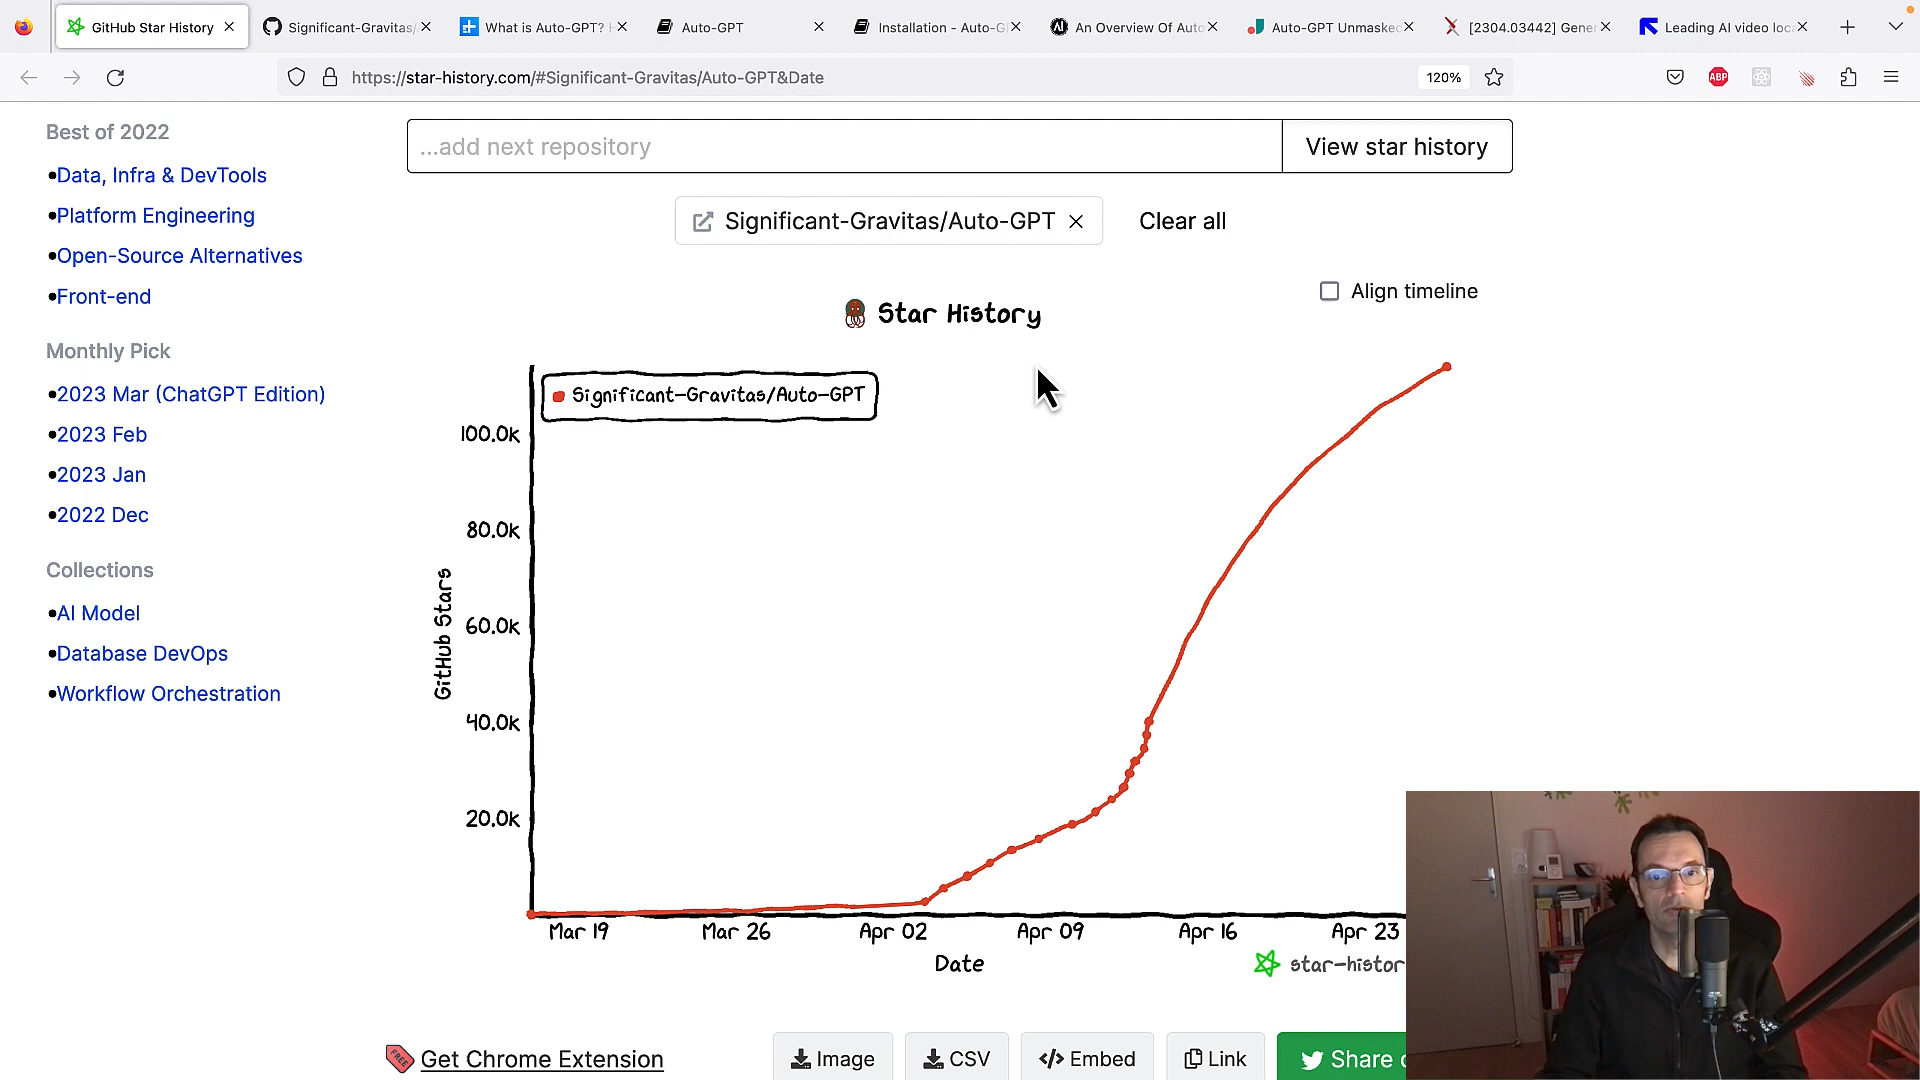 GitHub Star History
Significant-Gravitas/
What is Auto-GPT? H
Auto-GPT
Installation - Auto-G
An Overview Of Auto
Auto-GPT Unmaske
[2304.03442] Gener
Leading AI video loc
https://star-history.com/#Significant-Gravitas/Auto-GPT&Date
120%
ABP
Best of 2022
•Data, Infra & DevTools
•Platform Engineering
•Open-Source Alternatives
•Front-end
Monthly Pick
•2023 Mar (ChatGPT Edition)
•2023 Feb
•2023 Jan
•2022 Dec
Collections
•AI Model
•Database DevOps
•Workflow Orchestration
...add next repository
View star history
Significant-Gravitas/Auto-GPT
Clear all
Align timeline
Star History
Significant-Gravitas/Auto-GPT
100.0k
80.0k
60.0k
40.0k
20.0k
GitHub Stars
Mar 19
Mar 26
Apr 02
Apr 09
Apr 16
Apr 23
Date
star-histor
FREE
Get Chrome Extension
Image
CSV
Embed
Link
Share